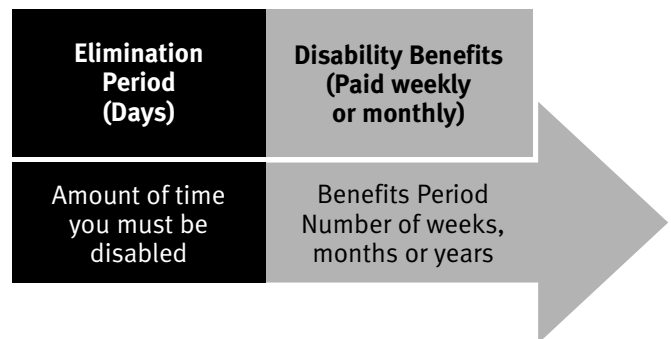 Elimination
Period
(Days)
Disability Benefits
(Paid weekly
or monthly)
Amount of time
you must be
disabled
Benefits Period
Number of weeks,
months or years